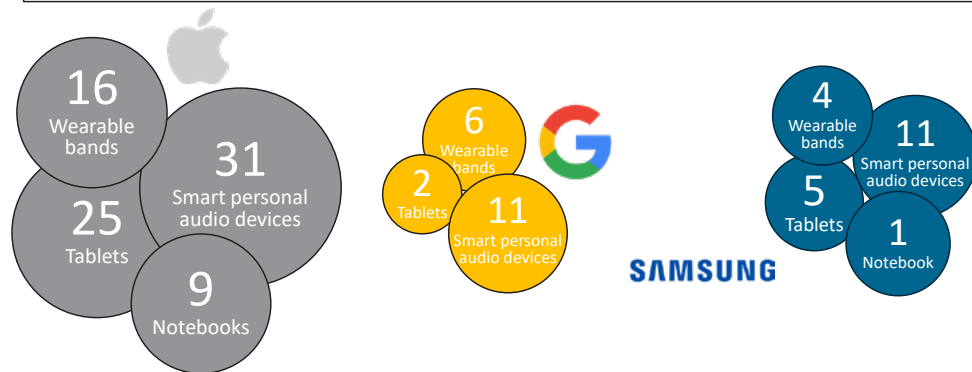 16
Wearable
bands
31
Smart personal
audio devices
25
Tablets
9
Notebooks
6
Wearable
bands
2
Tablets
11
Smart personal
audio devices
SAMSUNG
4
Wearable
bands
11
Smart personal
audio devices
5
Tablets
1
Notebook